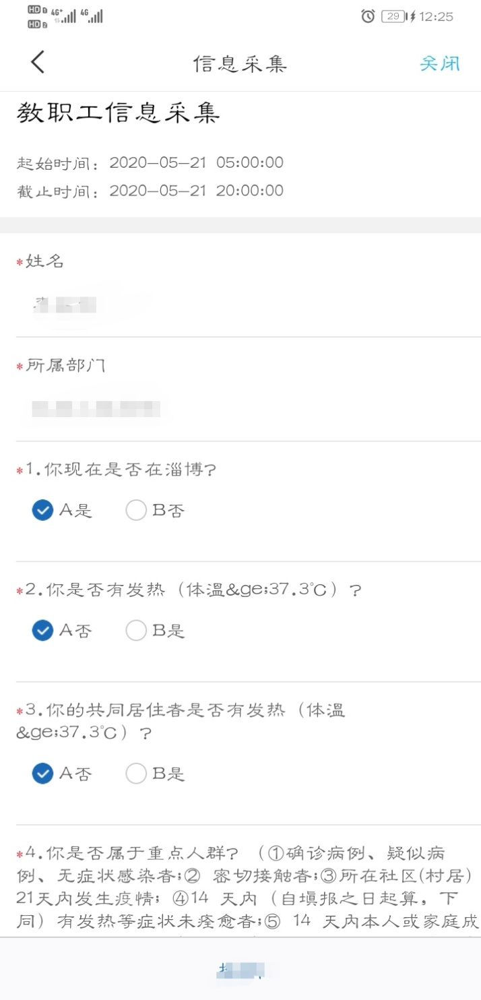 HD 1 4G+ 4G 29 12:25
HD 2
信息采集 关闭
教职工信息采集
起始时间：2020-05-21 05:00:00
截止时间：2020-05-21 20:00:00
*姓名
*所属部门
*1.你现在是否在淄博？
A是 B否
*2.你是否有发热（体温&ge;37.3℃）？
A否 B是
*3.你的共同居住者是否有发热（体温
&ge;37.3℃）？
A否 B是
*4.你是否属于重点人群？（①确诊病例、疑似病
例、无症状感染者;② 密切接触者;③所在社区(村居)
21天内发生疫情；④14 天内（自填报之日起算，下
同）有发热等症状未痊愈者;⑤ 14 天内本人或家庭成